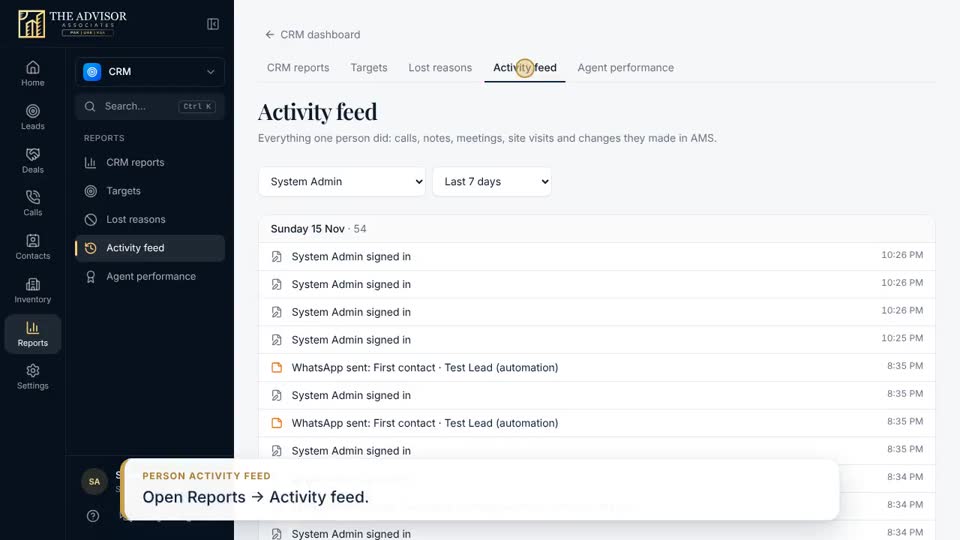 THE ADVISOR
ASSOCIATES
PAK | UAE | KSA
Home
Leads
Deals
Calls
Contacts
Inventory
Reports
Settings
CRM
Search...
Ctrl K
REPORTS
CRM reports
Targets
Lost reasons
Activity feed
Agent performance
SA
CRM dashboard
CRM reports
Targets
Lost reasons
Activity feed
Agent performance
Activity feed
Everything one person did: calls, notes, meetings, site visits and changes they made in AMS.
System Admin
Last 7 days
Sunday 15 Nov · 54
System Admin signed in 10:26 PM
System Admin signed in 10:26 PM
System Admin signed in 10:26 PM
System Admin signed in 10:25 PM
WhatsApp sent: First contact · Test Lead (automation) 8:35 PM
System Admin signed in 8:35 PM
WhatsApp sent: First contact · Test Lead (automation) 8:35 PM
System Admin signed in 8:35 PM
8:34 PM
8:34 PM
System Admin signed in 8:34 PM
PERSON ACTIVITY FEED
Open Reports → Activity feed.